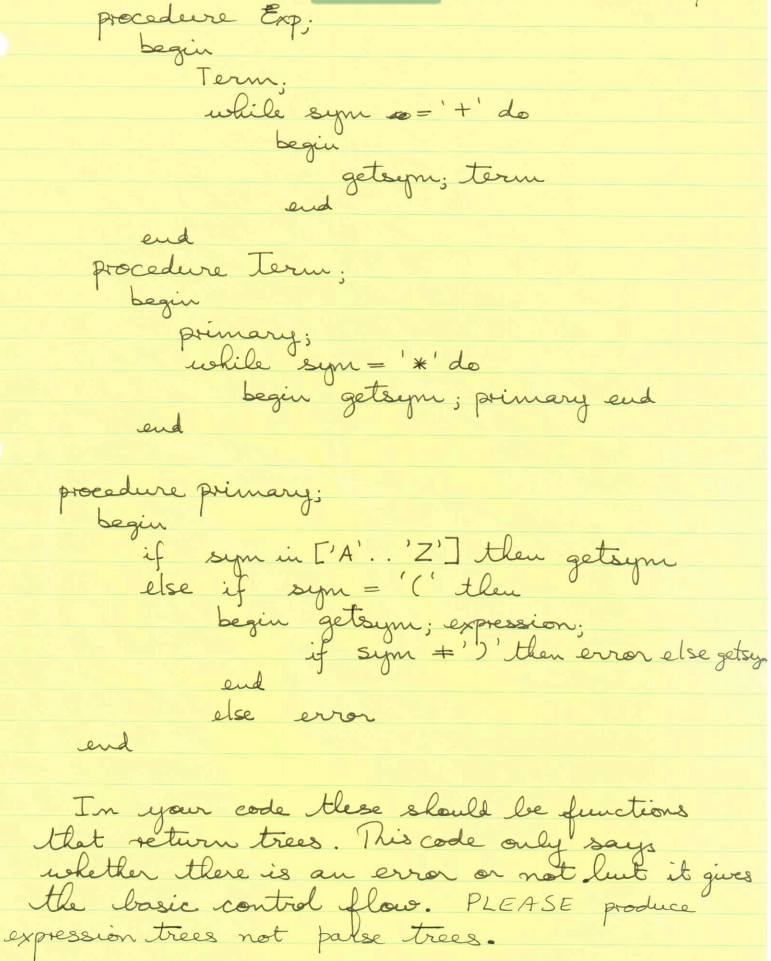 procedure Exp;
begin
Term;
while sym = '+' do
begin
getsym; term
end
end
procedure Term;
begin
primary;
while sym = '*' do
begin getsym; primary end
end
procedure primary;
begin
if sym in ['A'..'Z'] then getsym
else if sym = '(' then
begin getsym; expression;
if sym ≠ ')' then error else getsym
end
else error
end
In your code these should be functions
that return trees. This code only says
whether there is an error or not but it gives
the basic control flow. PLEASE produce
expression trees not parse trees.